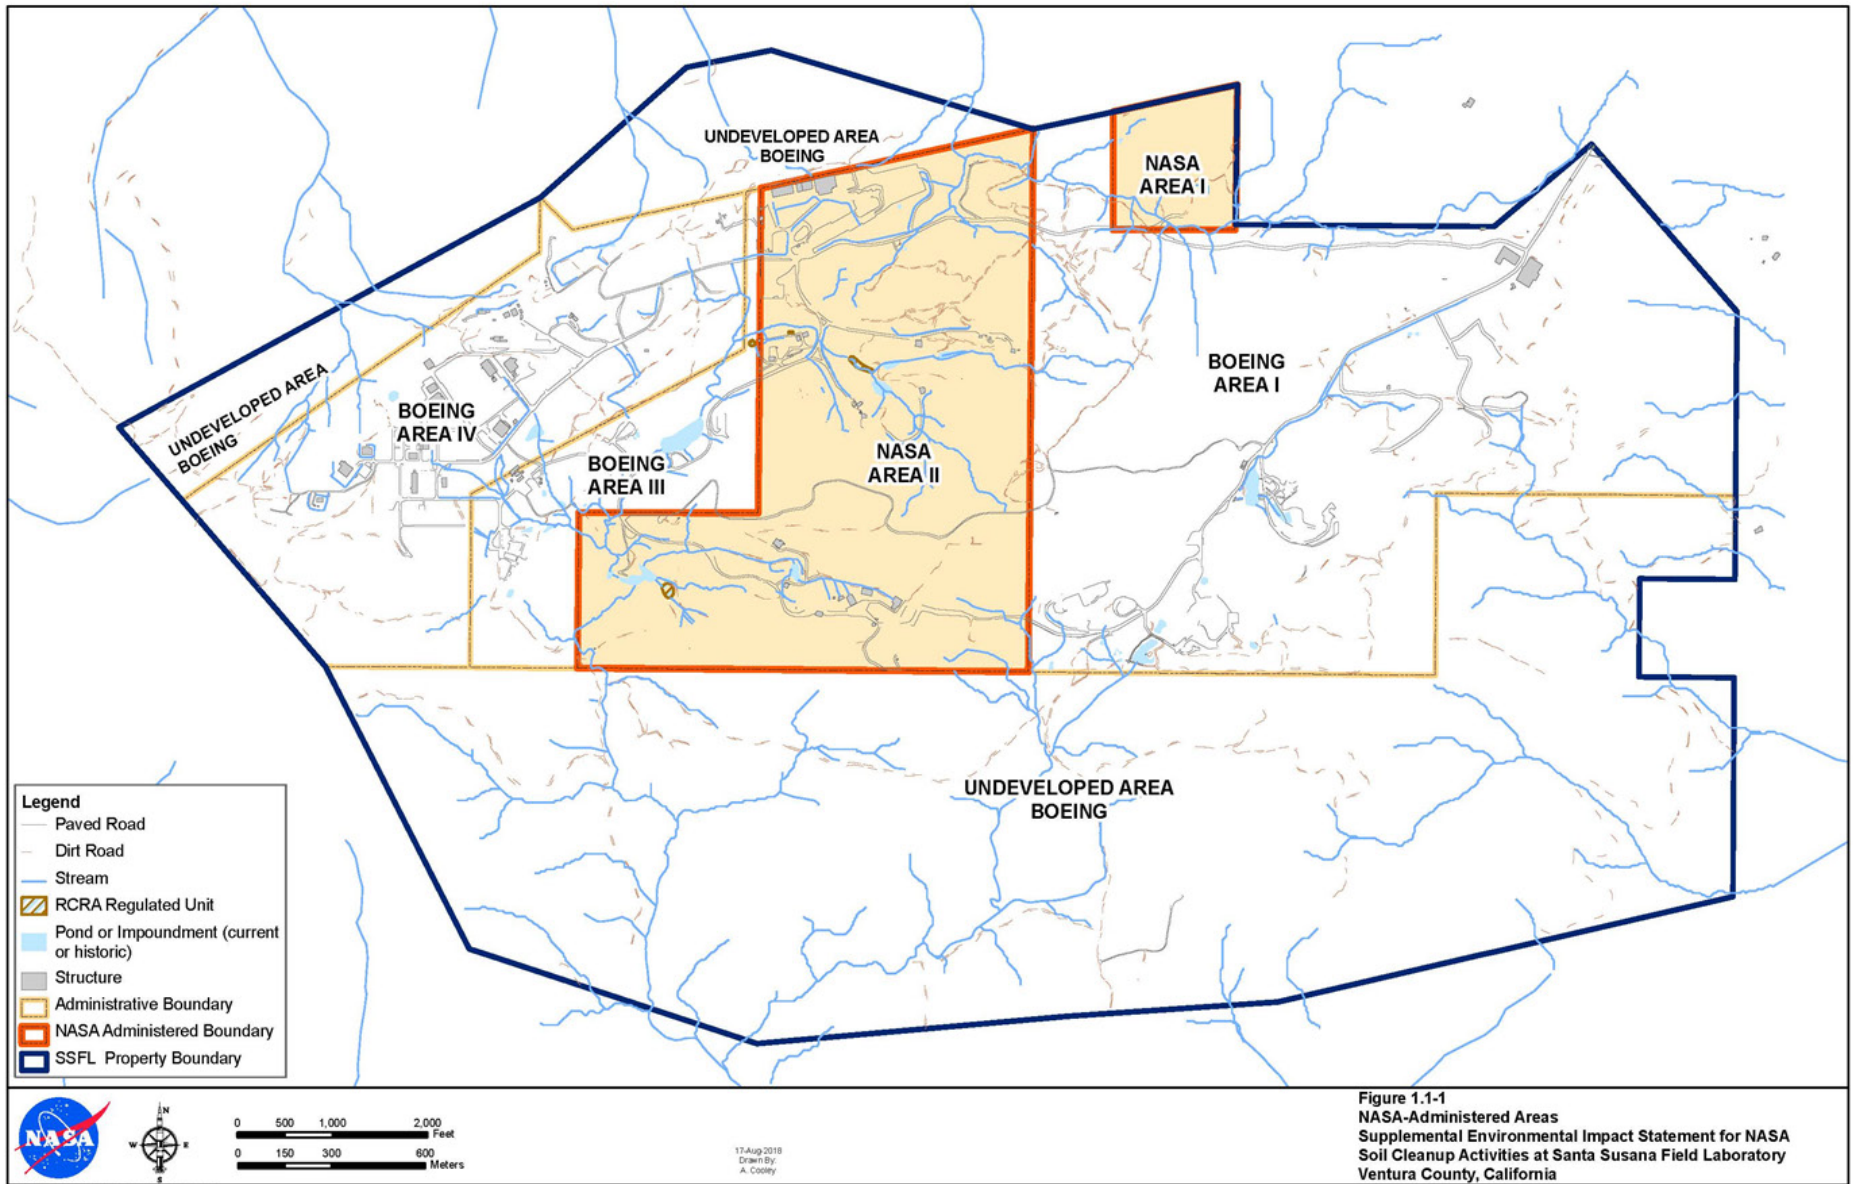 UNDEVELOPED AREA
BOEING
NASA
AREA I
BOEING
AREA I
UNDEVELOPED AREA
BOEING
BOEING
AREA IV
BOEING
AREA III
NASA
AREA II
UNDEVELOPED AREA
BOEING
Legend
Paved Road
Dirt Road
Stream
RCRA Regulated Unit
Pond or Impoundment (current
or historic)
Structure
Administrative Boundary
NASA Administered Boundary
SSFL Property Boundary
NASA
N
W E
S
0 500 1,000 2,000
Feet
0 150 300 600
Meters
17-Aug-2018
Drawn By:
A. Cooley
Figure 1.1-1
NASA-Administered Areas
Supplemental Environmental Impact Statement for NASA
Soil Cleanup Activities at Santa Susana Field Laboratory
Ventura County, California